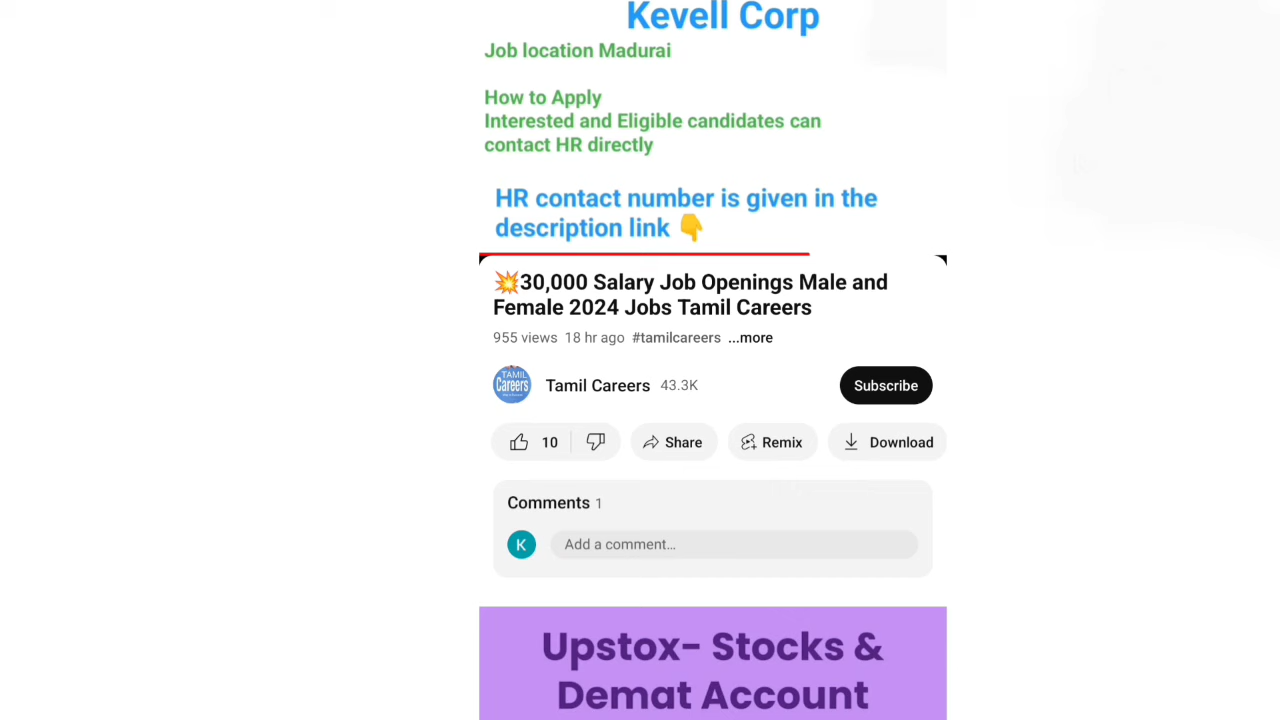 Kevell Corp
Job location Madurai
How to Apply
Interested and Eligible candidates can
contact HR directly
HR contact number is given in the
description link 👇
💥30,000 Salary Job Openings Male and
Female 2024 Jobs Tamil Careers
955 views 18 hr ago #tamilcareers ...more
TAMIL
Careers
Tamil Careers 43.3K
Subscribe
10 Share Remix Download
Comments 1
K
Add a comment...
Upstox- Stocks &
Demat Account